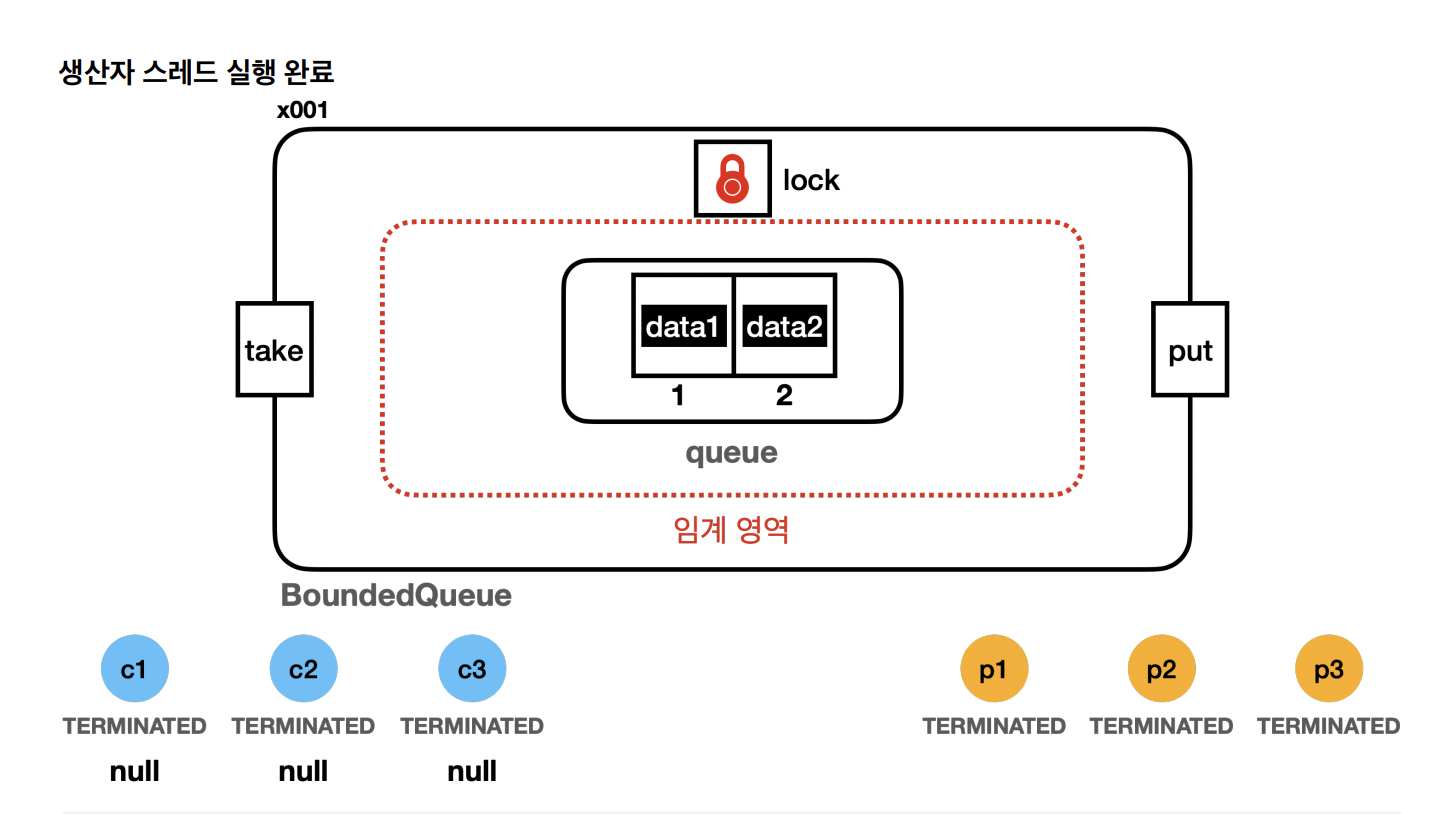 생산자 스레드 실행 완료
x001
lock
take
data1 data2
put
1 2
queue
임계 영역
BoundedQueue
c1 c2 c3 p1 p2 p3
TERMINATED TERMINATED TERMINATED TERMINATED TERMINATED TERMINATED
null null null